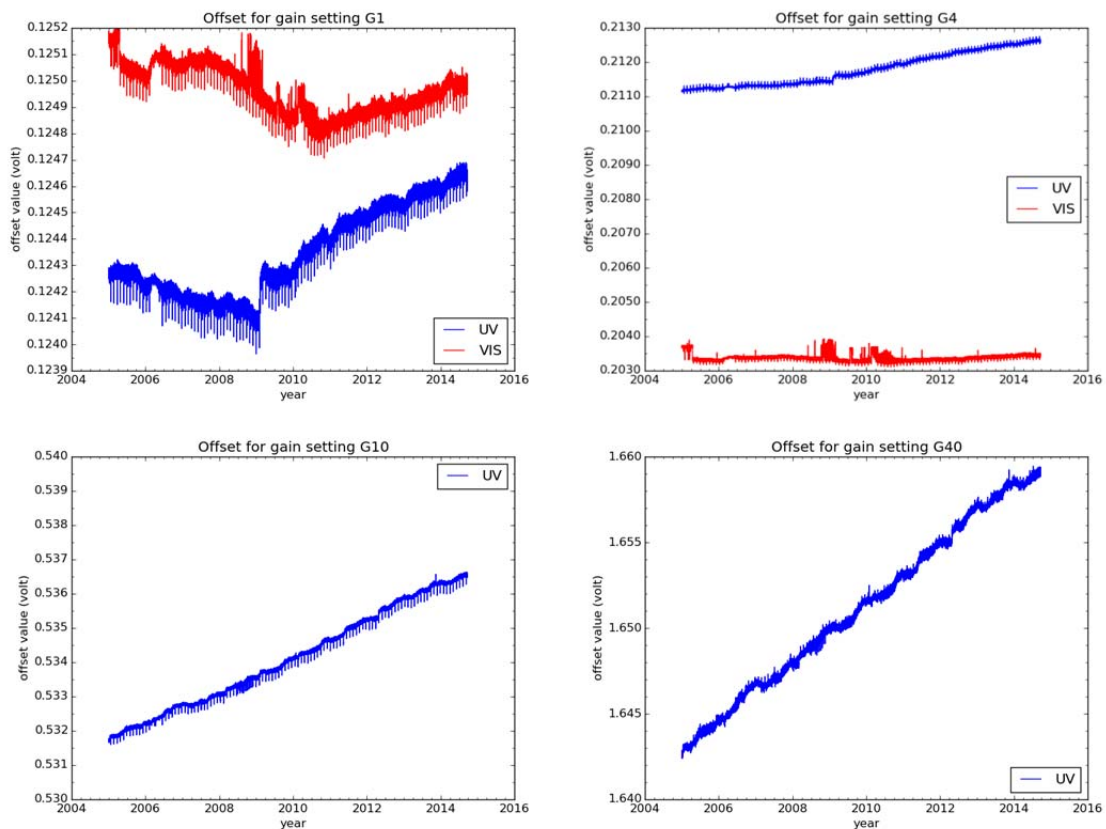 Offset for gain setting G1
0.1252
0.1251
0.1250
0.1249
0.1248
0.1247
0.1246
0.1245
0.1244
0.1243
0.1242
0.1241
0.1240
0.1239
offset value (volt)
UV
VIS
2004 2006 2008 2010 2012 2014 2016
year
Offset for gain setting G4
0.2130
0.2120
0.2110
0.2100
0.2090
0.2080
0.2070
0.2060
0.2050
0.2040
0.2030
offset value (volt)
UV
VIS
2004 2006 2008 2010 2012 2014 2016
year
Offset for gain setting G10
0.540
0.539
0.538
0.537
0.536
0.535
0.534
0.533
0.532
0.531
0.530
offset value (volt)
UV
2004 2006 2008 2010 2012 2014 2016
year
Offset for gain setting G40
1.660
1.655
1.650
1.645
1.640
offset value (volt)
UV
2004 2006 2008 2010 2012 2014 2016
year